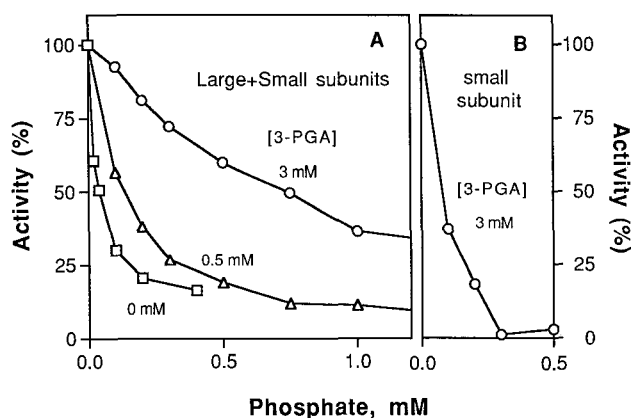 A
B
100
75
50
25
0
Activity (%)
Large+Small subunits
[3-PGA]
3 mM
0.5 mM
0 mM
0.0
0.5
1.0
small
subunit
[3-PGA]
3 mM
100
75
50
25
0
Activity (%)
0.0
0.5
Phosphate, mM